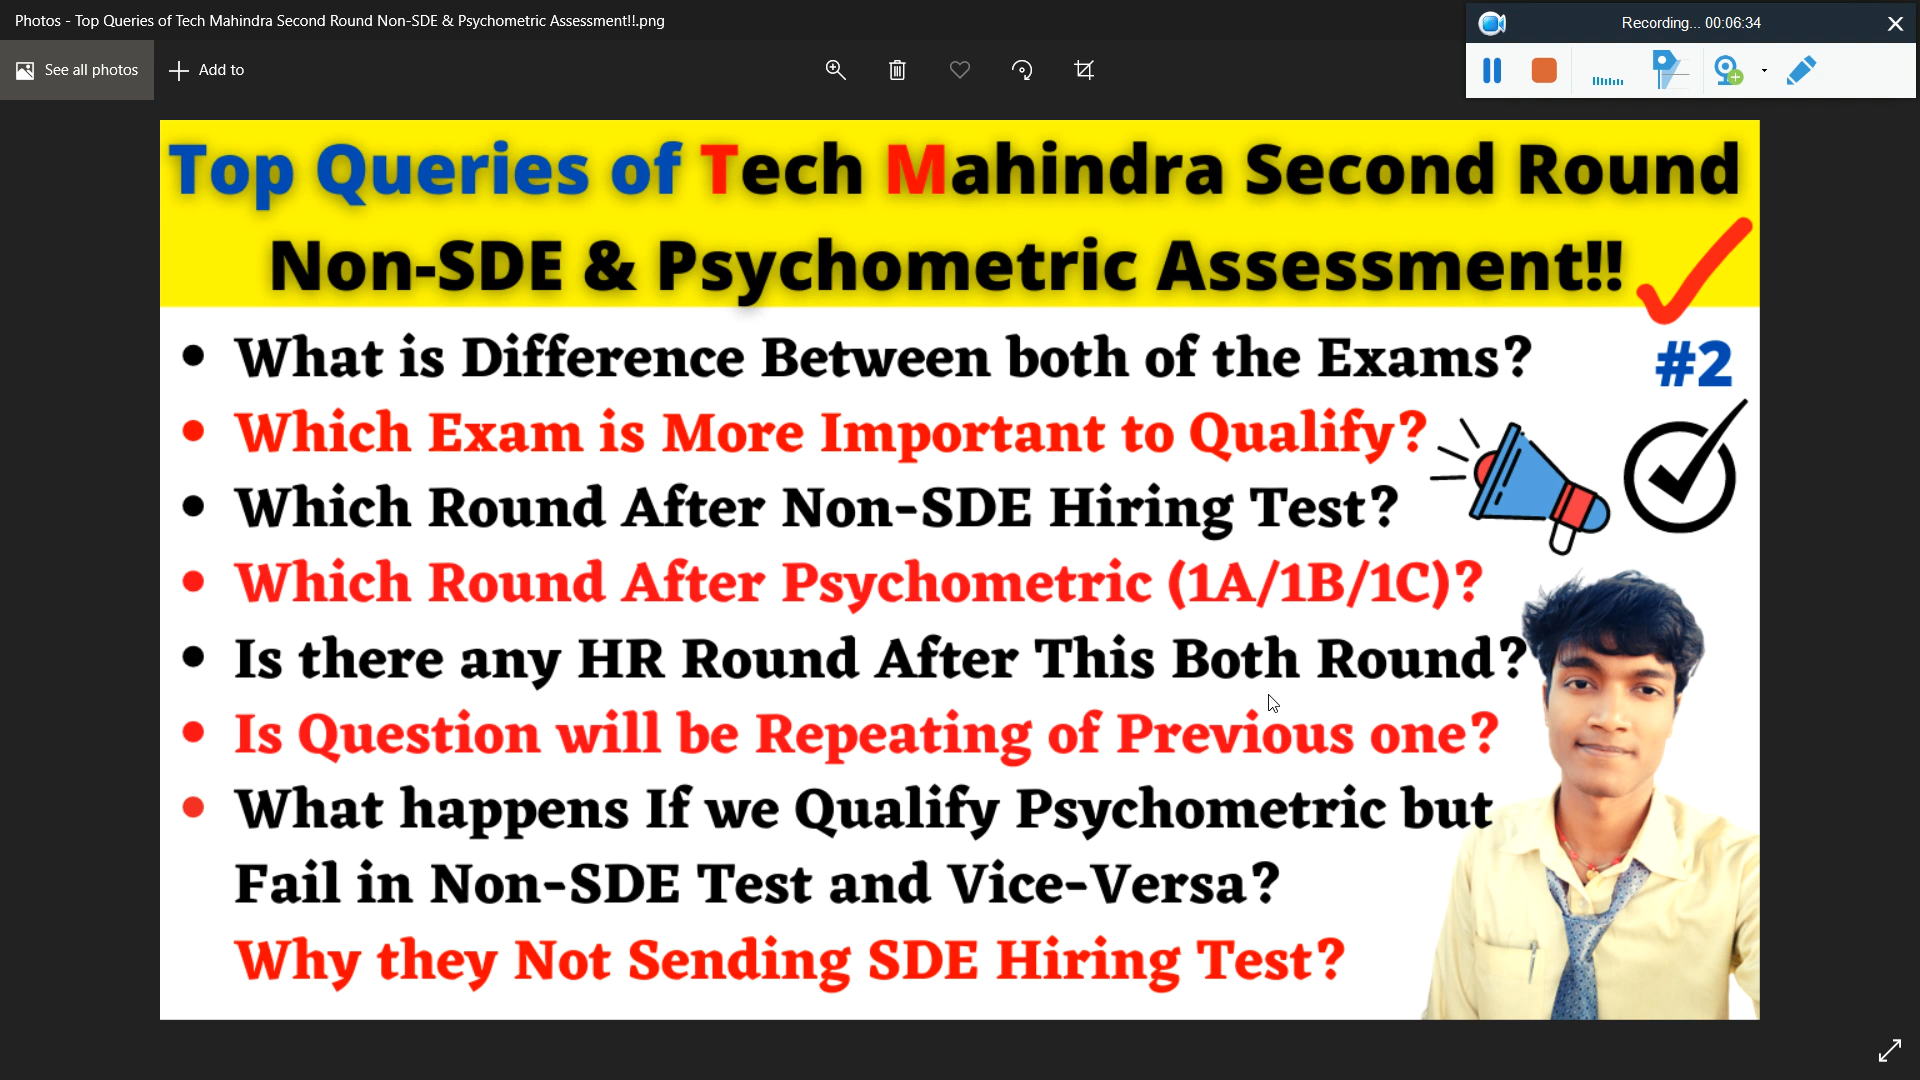 Photos - Top Queries of Tech Mahindra Second Round Non-SDE & Psychometric Assessment!!.png
Recording... 00:06:34
See all photos
Add to
Top Queries of Tech Mahindra Second Round
Non-SDE & Psychometric Assessment!!
• What is Difference Between both of the Exams?
#2
• Which Exam is More Important to Qualify?
• Which Round After Non-SDE Hiring Test?
• Which Round After Psychometric (1A/1B/1C)?
• Is there any HR Round After This Both Round?
• Is Question will be Repeating of Previous one?
• What happens If we Qualify Psychometric but
Fail in Non-SDE Test and Vice-Versa?
Why they Not Sending SDE Hiring Test?